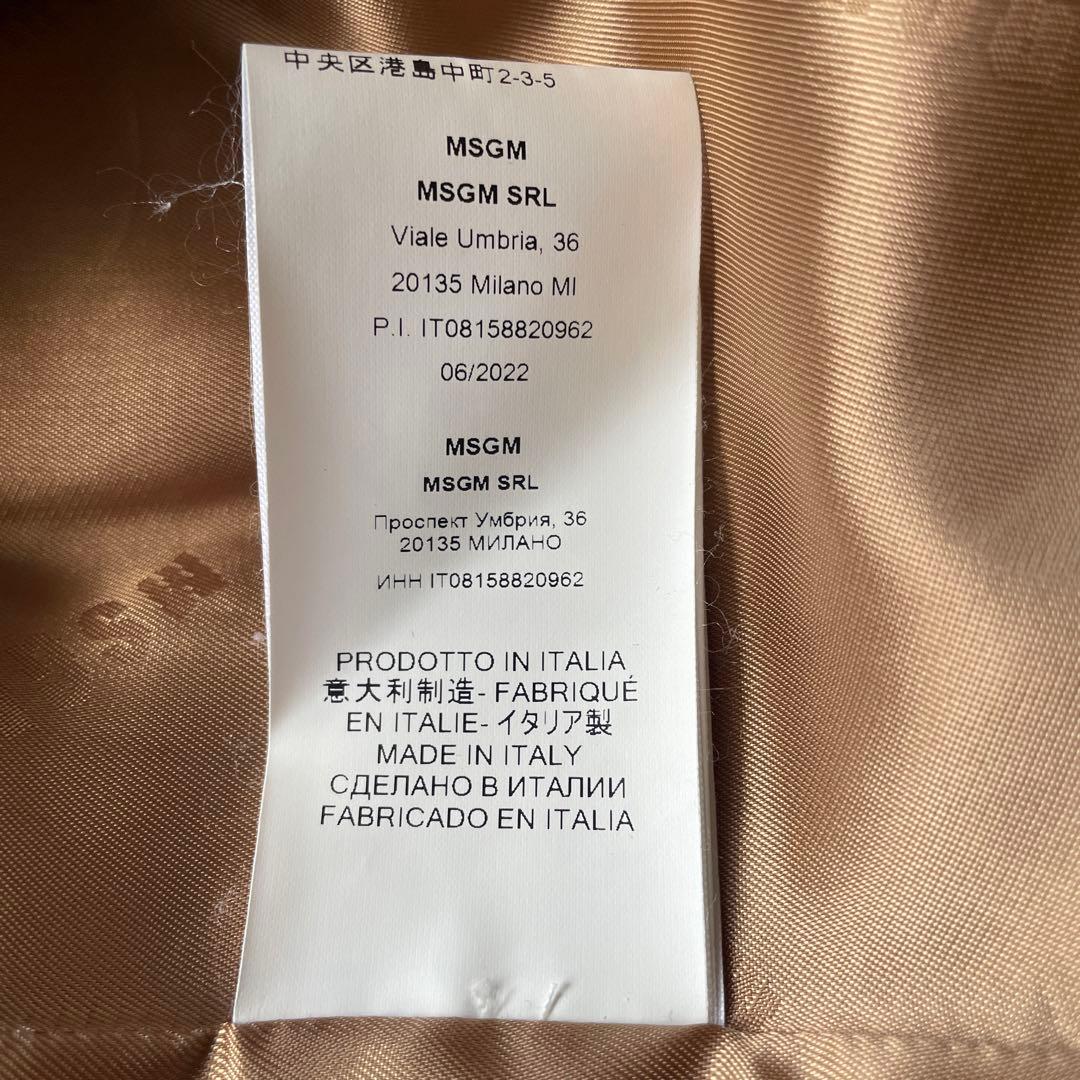 中央区港島中町2-3-5
MSGM
MSGM SRL
Viale Umbria, 36
20135 Milano MI
P.I. IT08158820962
06/2022
MSGM
MSGM SRL
Проспект Умбрия, 36
20135 МИЛАНО
ИНН IT08158820962
PRODOTTO IN ITALIA
意大利制造- FABRIQUÉ
EN ITALIE- イタリア製
MADE IN ITALY
СДЕЛАНО В ИТАЛИИ
FABRICADO EN ITALIA